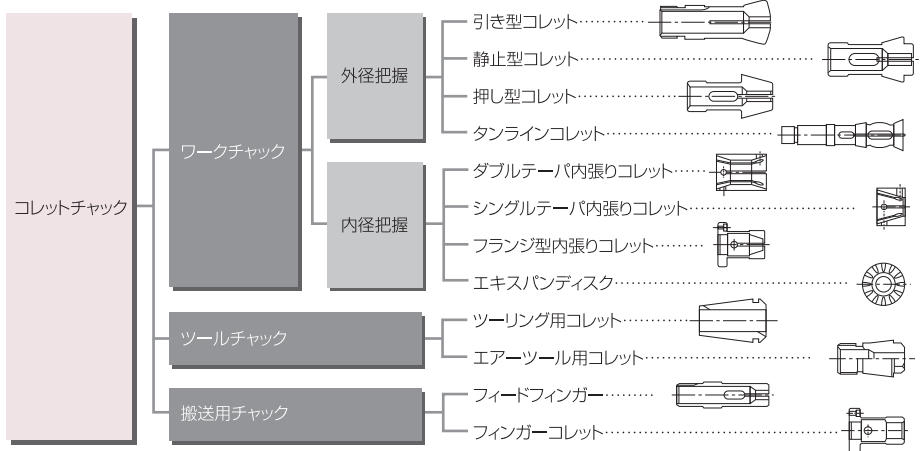 コレットチャック
ワークチャック
外径把握
引き型コレット
静止型コレット
押し型コレット
タンラインコレット
内径把握
ダブルテーパ内張りコレット
シングルテーパ内張りコレット
フランジ型内張りコレット
エキスパンディスク
ツールチャック
ツーリング用コレット
エアーツール用コレット
搬送用チャック
フィードフィンガー
フィンガーコレット